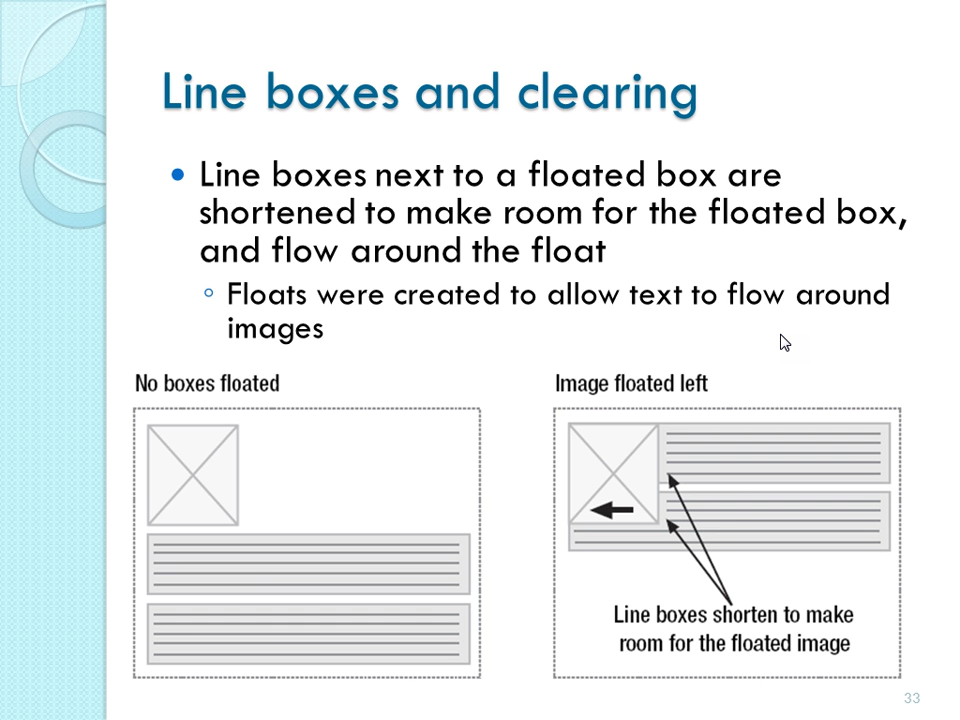 Line boxes and clearing
Line boxes next to a floated box are
shortened to make room for the floated box,
and flow around the float
Floats were created to allow text to flow around
images
No boxes floated
Image floated left
Line boxes shorten to make
room for the floated image
33